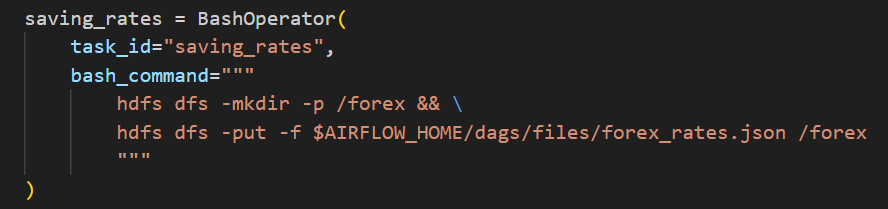 saving_rates = BashOperator(
    task_id="saving_rates",
    bash_command="""
        hdfs dfs -mkdir -p /forex && \
        hdfs dfs -put -f $AIRFLOW_HOME/dags/files/forex_rates.json /forex
        """
)